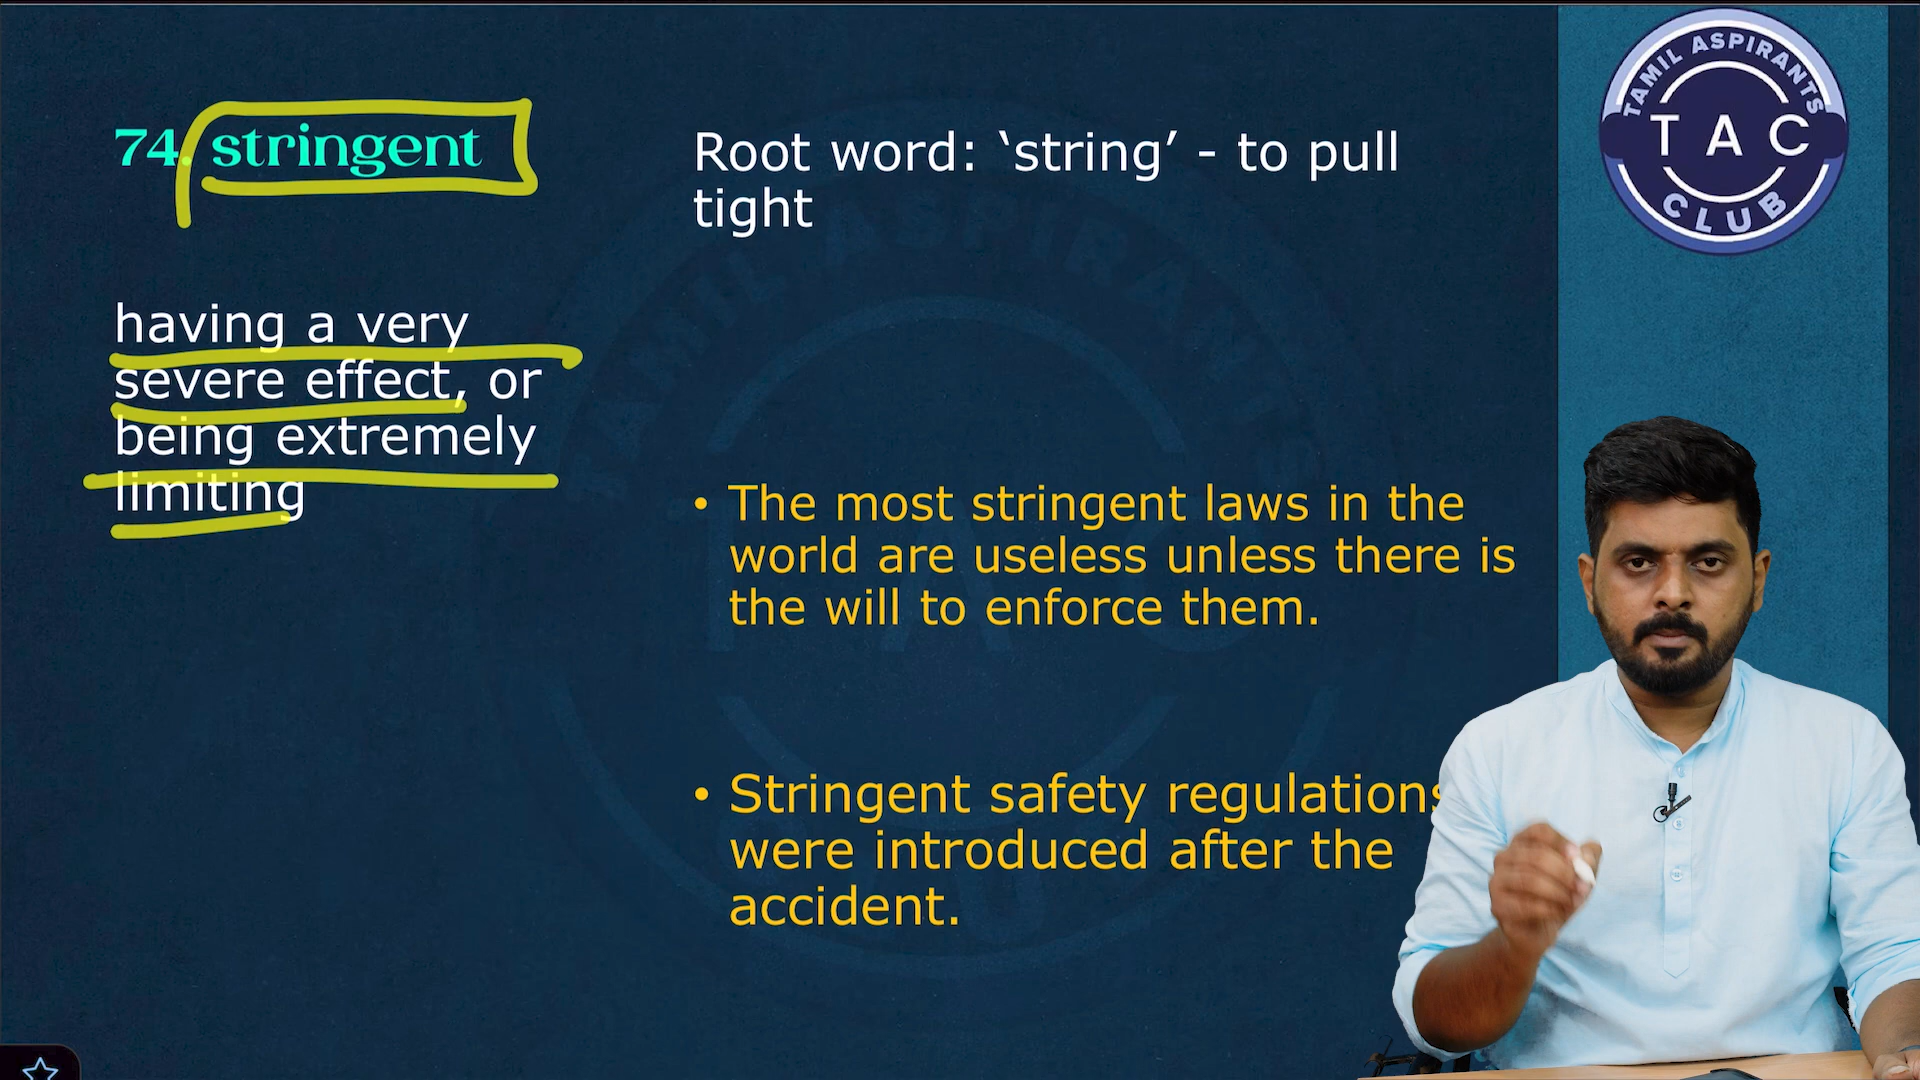 74. stringent
having a very
severe effect, or
being extremely
limiting
Root word: ‘string’ - to pull
tight
• The most stringent laws in the
world are useless unless there is
the will to enforce them.
• Stringent safety regulations
were introduced after the
accident.
TAMIL ASPIRANTS
TAC
CLUB